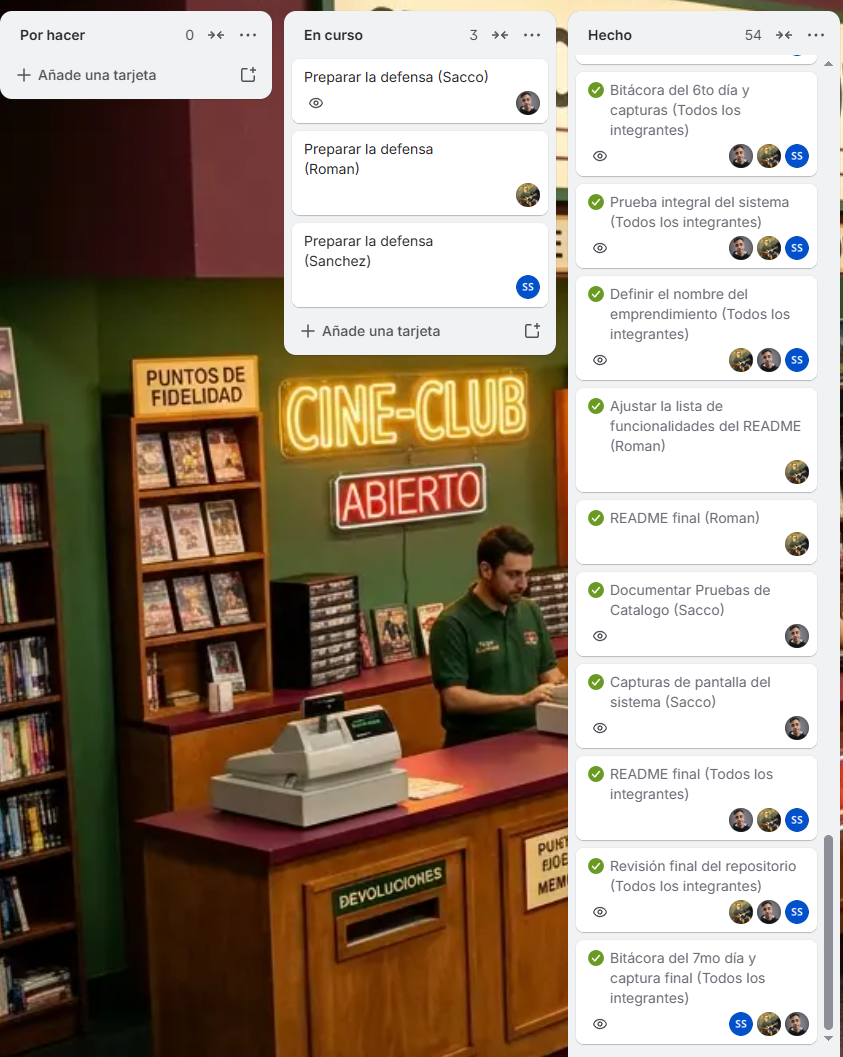 Por hacer
0
Añade una tarjeta
En curso
3
Preparar la defensa (Sacco)
Preparar la defensa
(Roman)
Preparar la defensa
(Sanchez)
SS
Añade una tarjeta
Hecho
54
Bitácora del 6to día y
capturas (Todos los
integrantes)
SS
Prueba integral del sistema
(Todos los integrantes)
SS
Definir el nombre del
emprendimiento (Todos los
integrantes)
SS
Ajustar la lista de
funcionalidades del README
(Roman)
README final (Roman)
Documentar Pruebas de
Catalogo (Sacco)
Capturas de pantalla del
sistema (Sacco)
README final (Todos los
integrantes)
SS
Revisión final del repositorio
(Todos los integrantes)
SS
Bitácora del 7mo día y
captura final (Todos los
integrantes)
SS
PUNTOS DE
FIDELIDAD
CINE-CLUB
ABIERTO
DEVOLUCIONES